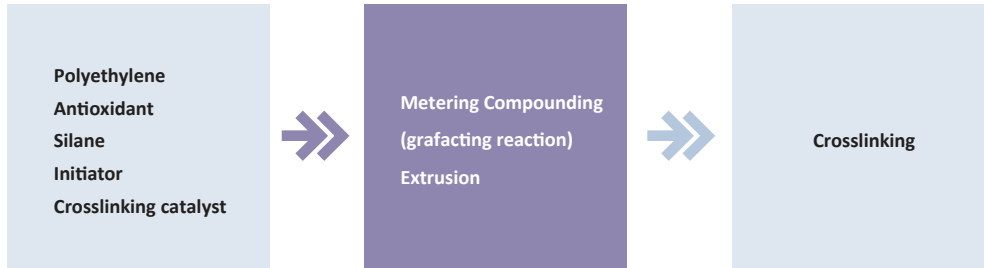 Polyethylene
Antioxidant
Silane
Initiator
Crosslinking catalyst
Metering Compounding
(grafacting reaction)
Extrusion
Crosslinking